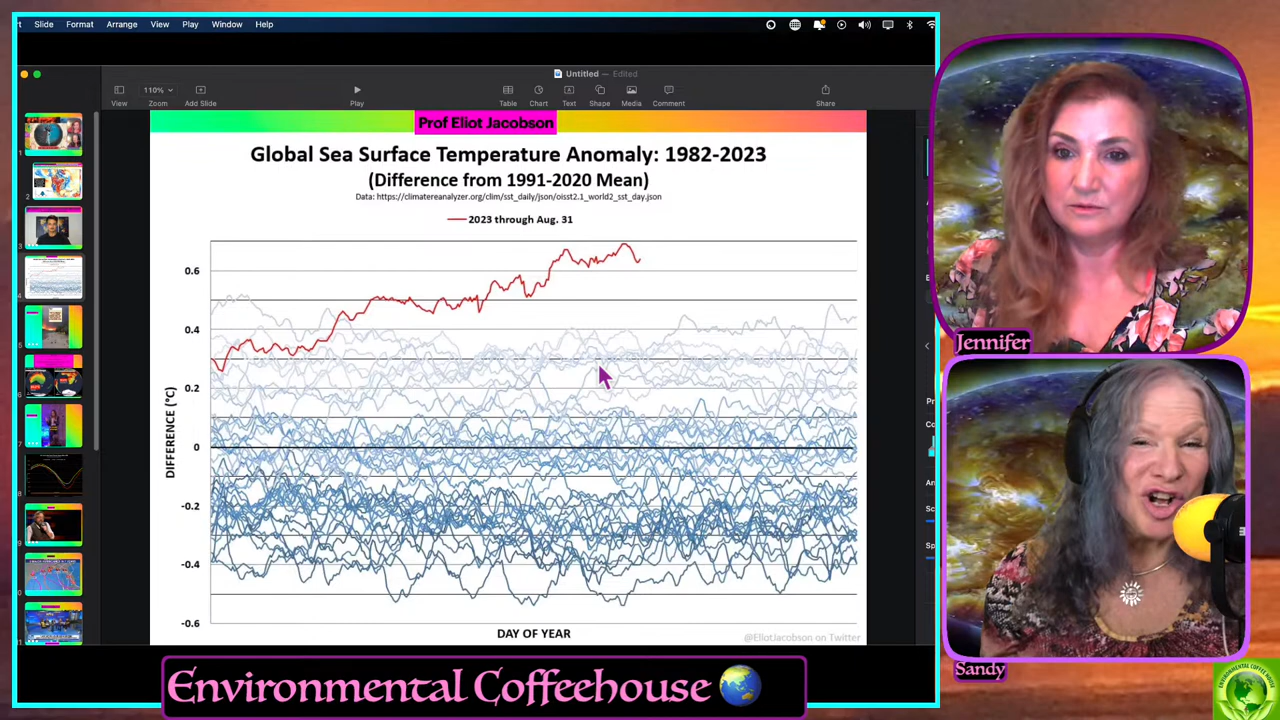 Slide Format Arrange View Play Window Help
Untitled — Edited
110%
View Zoom Add Slide Play Table Chart Text Shape Media Comment Share
Prof Eliot Jacobson
Global Sea Surface Temperature Anomaly: 1982-2023
(Difference from 1991-2020 Mean)
Data: https://climatereanalyzer.org/clim/sst_daily/json/oisst2.1_world2_sst_day.json
2023 through Aug. 31
0.6
0.4
0.2
0
-0.2
-0.4
-0.6
DIFFERENCE (°C)
DAY OF YEAR
@EliotJacobson on Twitter
Jennifer
Sandy
Environmental Coffeehouse
ENVIRONMENTAL COFFEEHOUSE